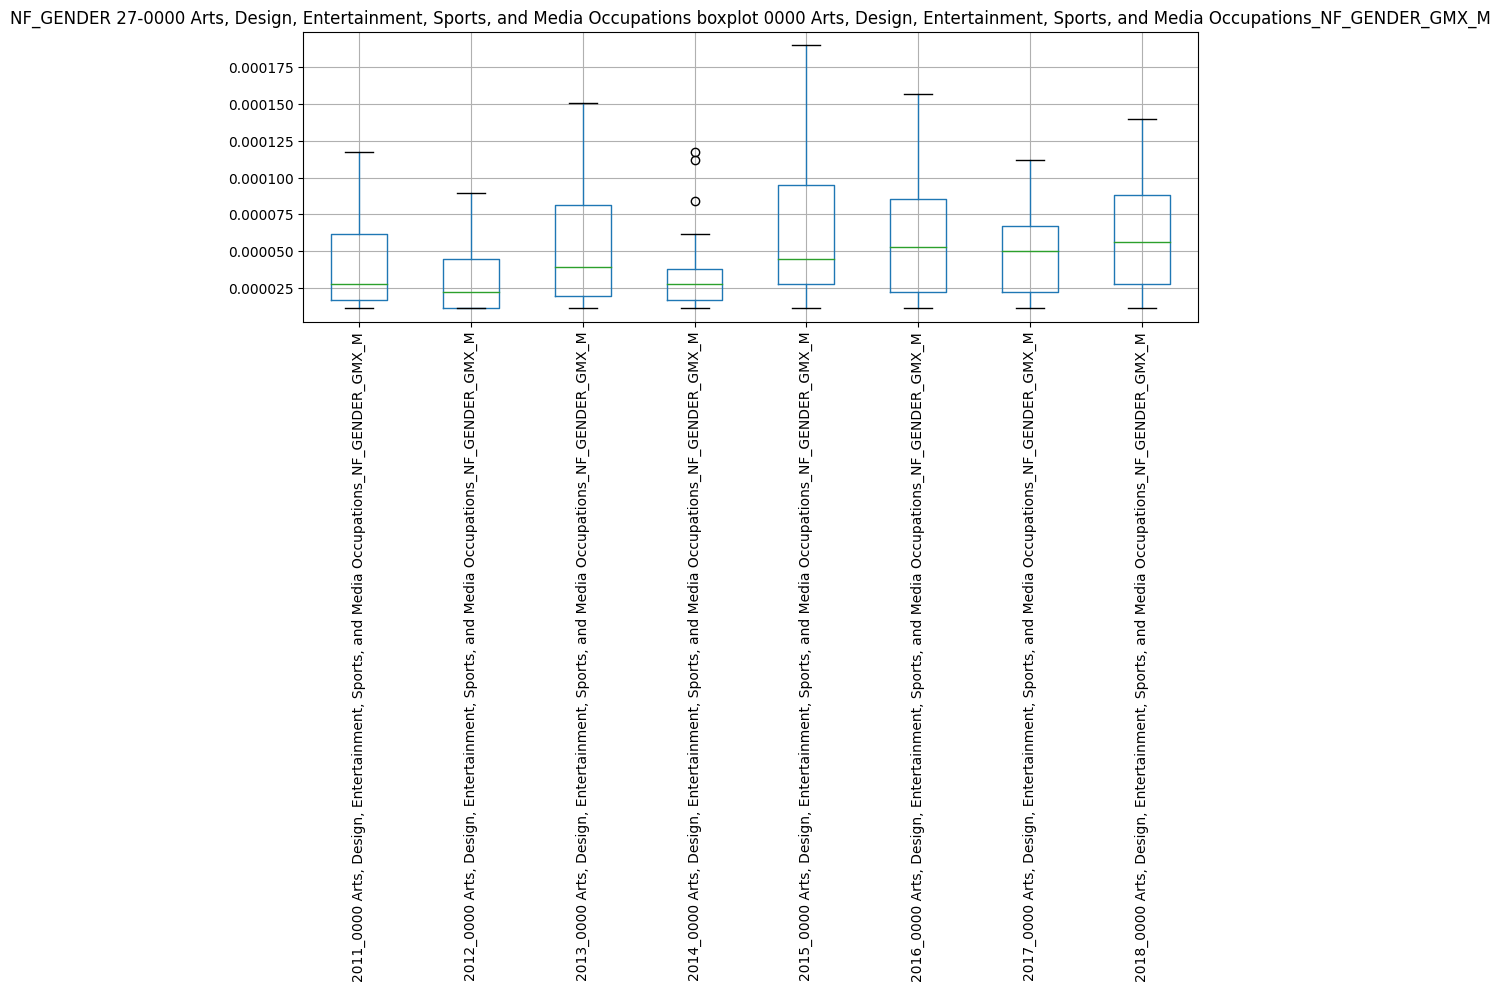 NF_GENDER 27-0000 Arts, Design, Entertainment, Sports, and Media Occupations boxplot 0000 Arts, Design, Entertainment, Sports, and Media Occupations_NF_GENDER_GMX_M
0.000175
0.000150
0.000125
0.000100
0.000075
0.000050
0.000025
2011_0000 Arts, Design, Entertainment, Sports, and Media Occupations_NF_GENDER_GMX_M
2012_0000 Arts, Design, Entertainment, Sports, and Media Occupations_NF_GENDER_GMX_M
2013_0000 Arts, Design, Entertainment, Sports, and Media Occupations_NF_GENDER_GMX_M
2014_0000 Arts, Design, Entertainment, Sports, and Media Occupations_NF_GENDER_GMX_M
2015_0000 Arts, Design, Entertainment, Sports, and Media Occupations_NF_GENDER_GMX_M
2016_0000 Arts, Design, Entertainment, Sports, and Media Occupations_NF_GENDER_GMX_M
2017_0000 Arts, Design, Entertainment, Sports, and Media Occupations_NF_GENDER_GMX_M
2018_0000 Arts, Design, Entertainment, Sports, and Media Occupations_NF_GENDER_GMX_M